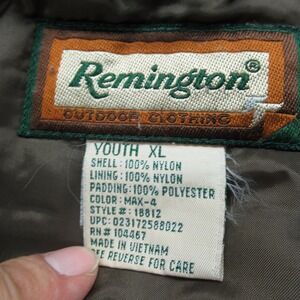 Remington®
OUTDOOR CLOTHING
YOUTH XL
SHELL: 100% NYLON
LINING: 100% NYLON
PADDING: 100% POLYESTER
COLOR: MAX-4
STYLE#: 18812
UPC: 023172588022
RN# 104467
MADE IN VIETNAM
SEE REVERSE FOR CARE